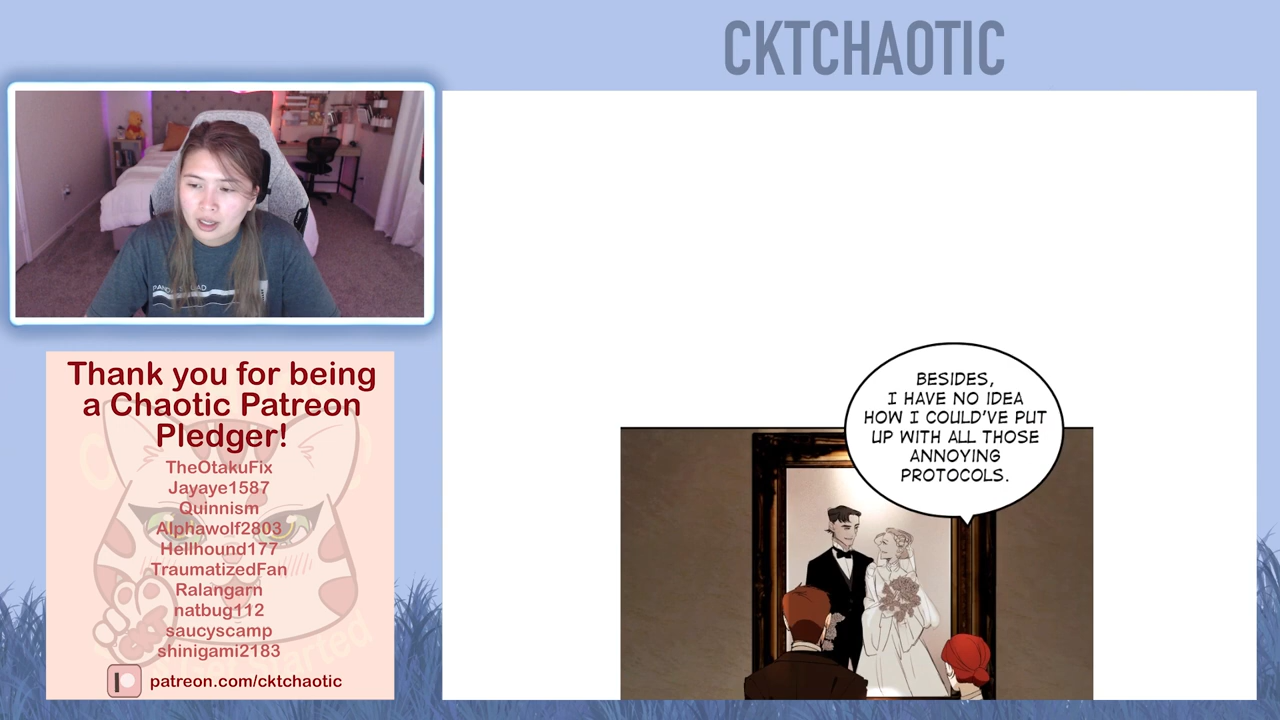 CKTCHAOTIC
Thank you for being
a Chaotic Patreon
Pledger!
TheOtakuFix
Jayaye1587
Quinnism
Alphawolf2803
Hellhound177
TraumatizedFan
Ralangarn
natbug112
saucyscamp
shinigami2183
patreon.com/cktchaotic
BESIDES,
I HAVE NO IDEA
HOW I COULD'VE PUT
UP WITH ALL THOSE
ANNOYING
PROTOCOLS.